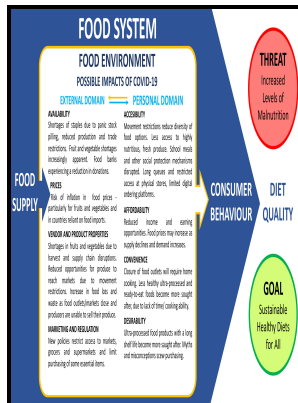 FOOD SYSTEM
FOOD ENVIRONMENT
POSSIBLE IMPACTS OF COVID-19
EXTERNAL DOMAIN
PERSONAL DOMAIN
AVAILABILITY
Shortages of staples due to panic stock
piling, reduced production and trade
restrictions. Fruit and vegetable shortages
increasingly apparent. Food banks
experiencing a reduction in donations.
PRICES
Risk of inflation in food prices -
particularly for fruits and vegetables and
in countries reliant on food imports.
VENDOR AND PRODUCT PROPERTIES
Shortages in fruits and vegetables due to
harvest and supply chain disruptions.
Reduced opportunities for produce to
reach markets due to movement
restrictions. Increase in food loss and
waste as food outlets/markets close and
producers are unable to sell their produce.
MARKETING AND REGULATION
New policies restrict access to markets,
grocers and supermarkets and limit
purchasing of some essential items.
ACCESSIBILITY
Movement restrictions reduce diversity of
food options. Less access to highly
nutritious, fresh produce. School meals
and other social protection mechanisms
disrupted. Long queues and restricted
access at physical stores, limited digital
ordering platforms.
AFFORDABILITY
Reduced income and earning
opportunities. Food prices may increase as
supply declines and demand increases.
CONVENIENCE
Closure of food outlets will require home
cooking. Less healthy ultra-processed and
ready-to-eat foods become more sought
after, due to lack of time/ cooking ability.
DESIRABILITY
Ultra-processed food products with a long
shelf life become more sought after. Myths
and misconceptions skew purchasing.
FOOD
SUPPLY
CONSUMER
BEHAVIOUR
DIET
QUALITY
THREAT
Increased
Levels of
Malnutrition
GOAL
Sustainable
Healthy Diets
for All